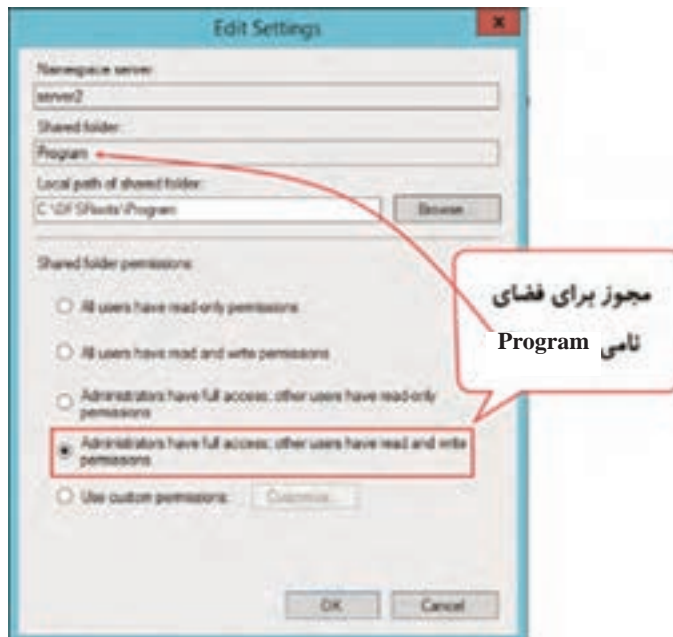 Edit Settings
Namespace server:
server2
Shared folder:
Program
Local path of shared folder:
C:\DFSRoots\Program
Browse...
Shared folder permissions:
All users have read-only permissions
All users have read and write permissions
Administrators have full access; other users have read-only
permissions
Administrators have full access; other users have read and write
permissions
Use custom permissions:
Customize...
OK
Cancel
مجوز برای فضای
نامی Program